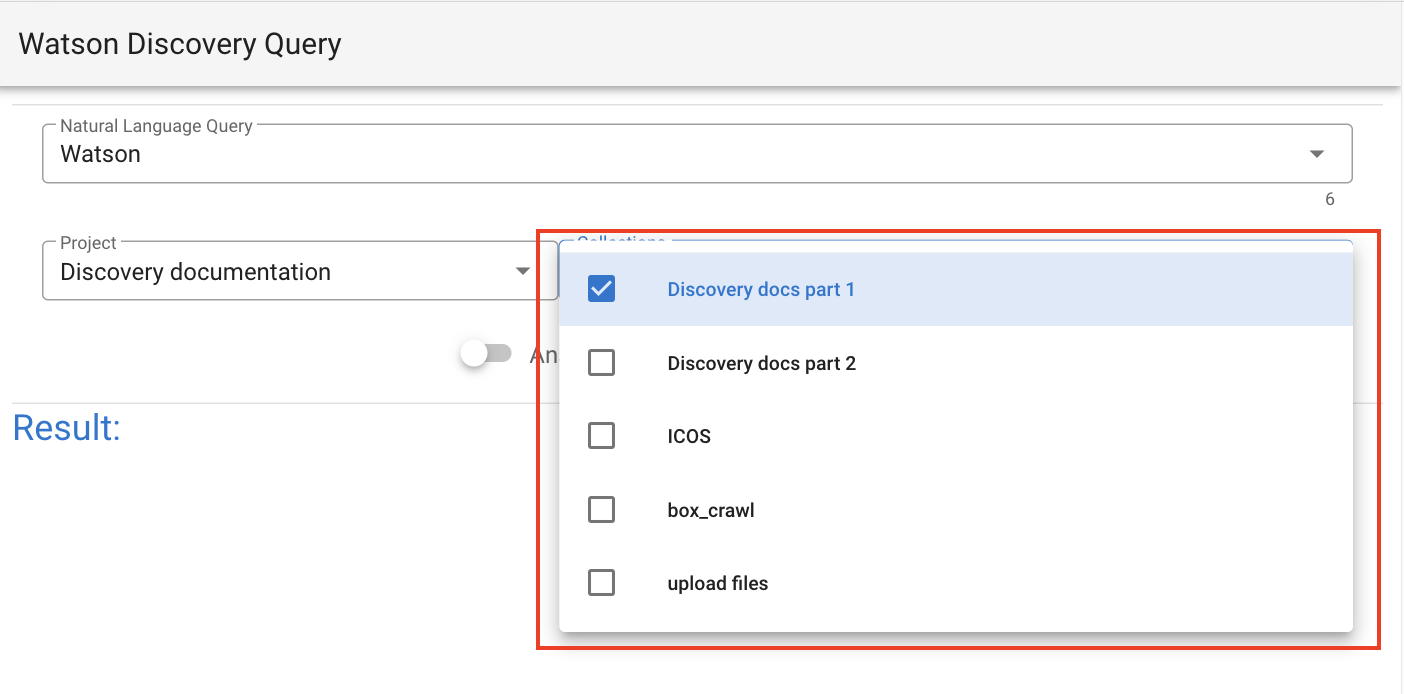 Watson Discovery Query
Natural Language Query
Watson
6
Project
Discovery documentation
Collections
Discovery docs part 1
An
Discovery docs part 2
Result:
ICOS
box_crawl
upload files